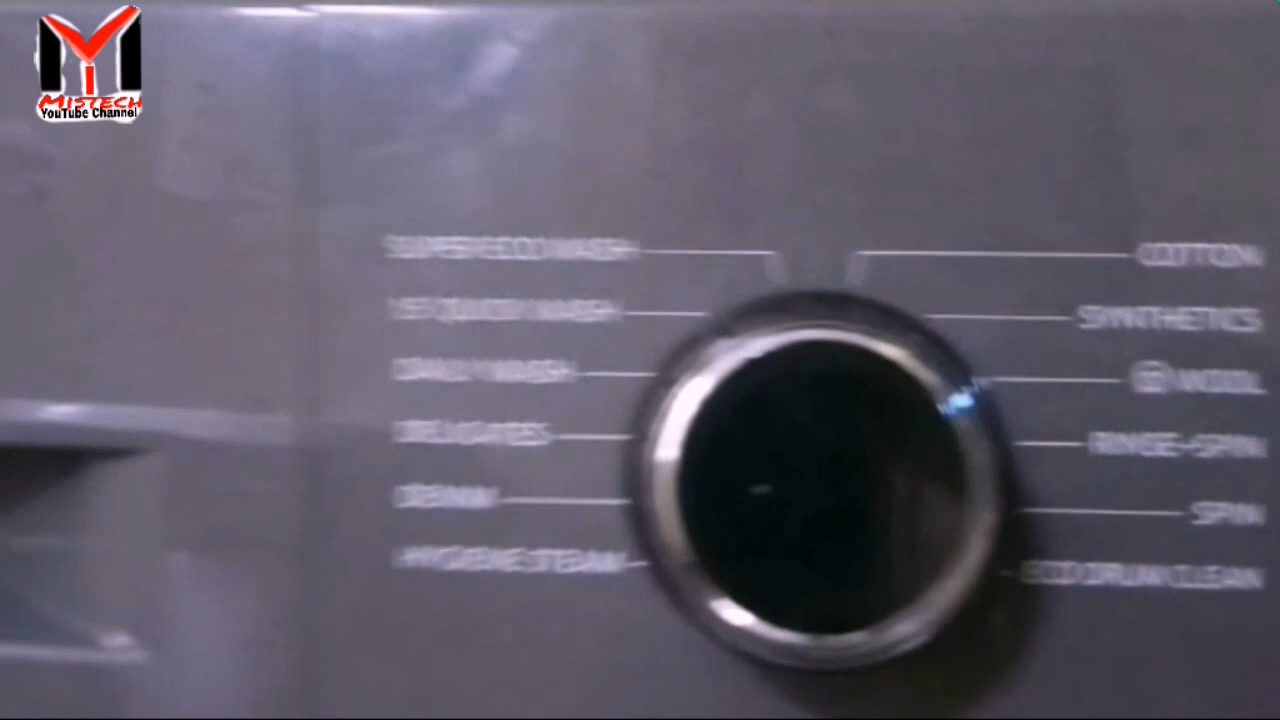 MISTECH
YouTube Channel
SUPER ECO WASH
15' QUICK WASH
DAILY WASH
DELICATES
DENIM
HYGIENE STEAM
COTTON
SYNTHETICS
WOOL
RINSE+SPIN
SPIN
ECO DRUM CLEAN